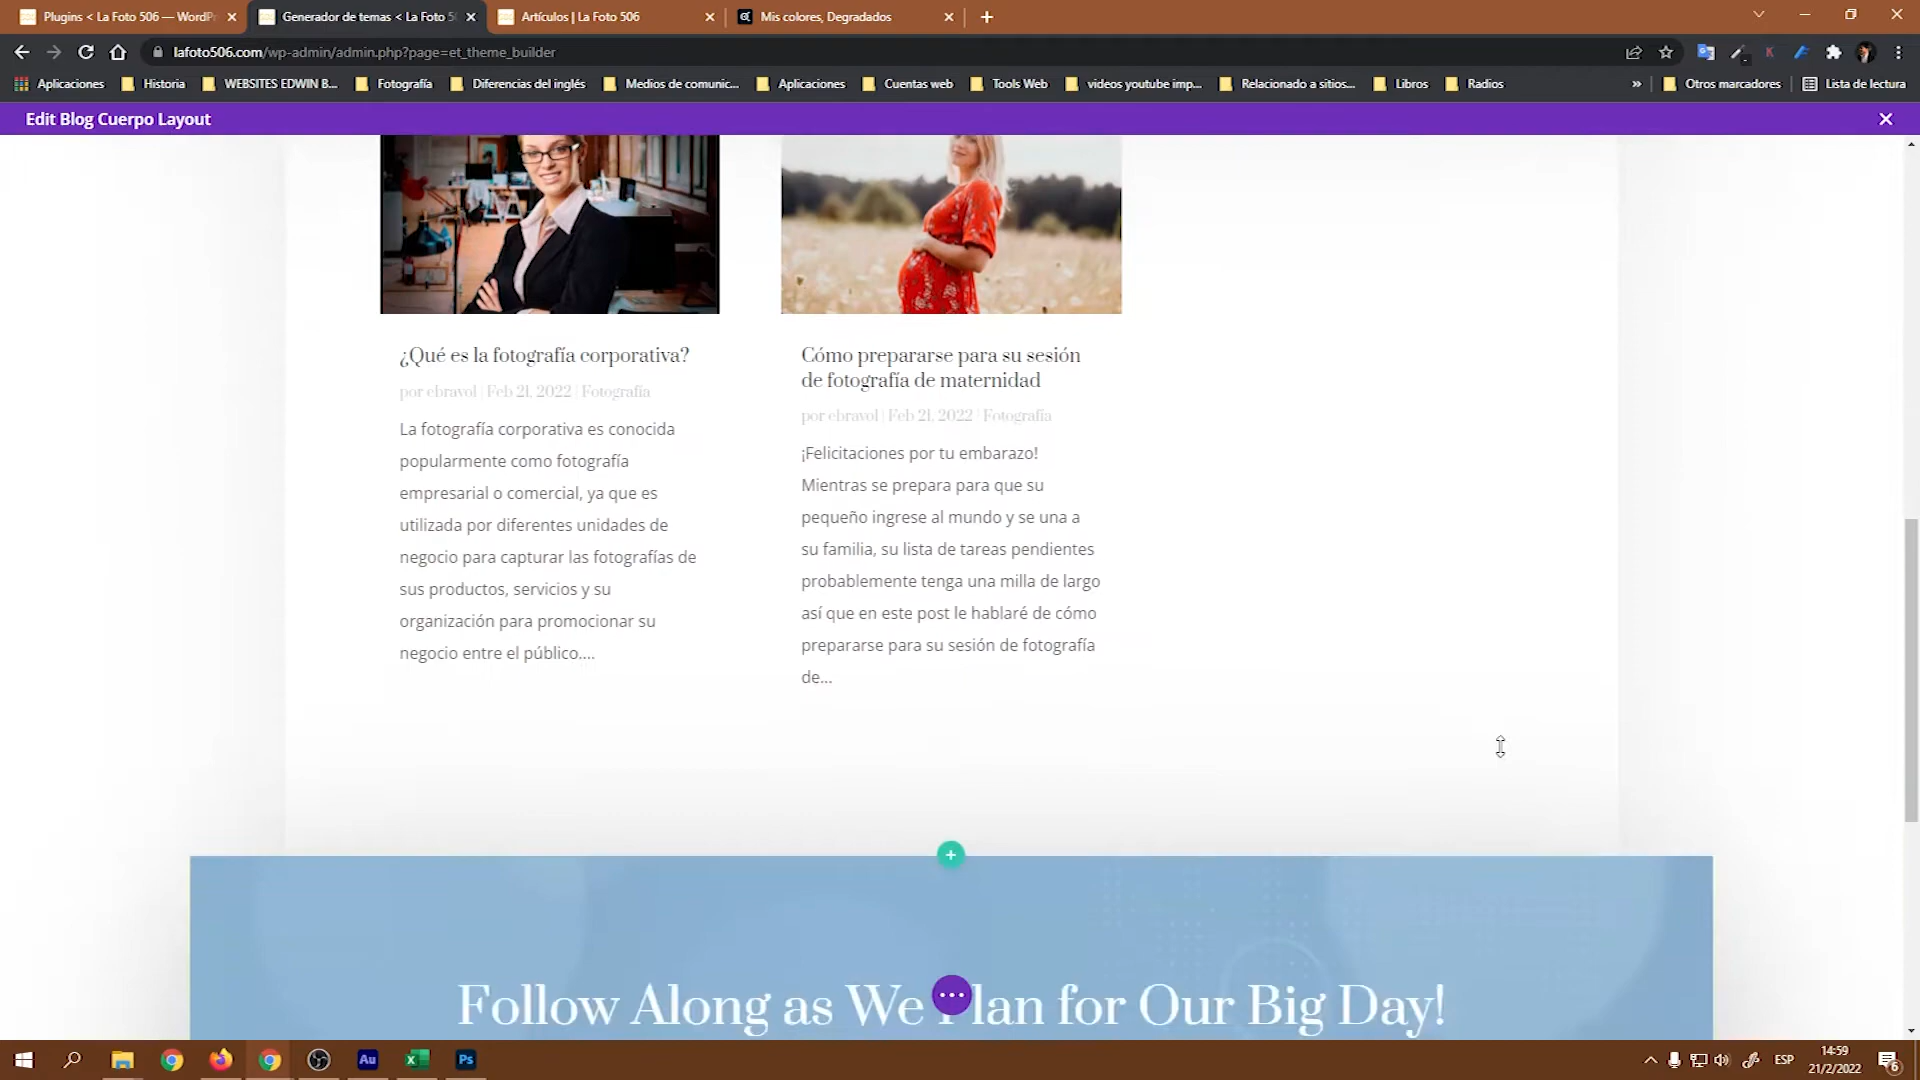 Plugins < La Foto 506 — WordPr
Generador de temas < La Foto 50
Artículos | La Foto 506
Mis colores, Degradados
lafoto506.com/wp-admin/admin.php?page=et_theme_builder
Aplicaciones
Historia
WEBSITES EDWIN B...
Fotografía
Diferencias del inglés
Medios de comunic...
Aplicaciones
Cuentas web
Tools Web
videos youtube imp...
Relacionado a sitios...
Libros
Radios
»
Otros marcadores
Lista de lectura
Edit Blog Cuerpo Layout
¿Qué es la fotografía corporativa?
por ebravol | Feb 21, 2022 | Fotografía
La fotografía corporativa es conocida
popularmente como fotografía
empresarial o comercial, ya que es
utilizada por diferentes unidades de
negocio para capturar las fotografías de
sus productos, servicios y su
organización para promocionar su
negocio entre el público....
Cómo prepararse para su sesión
de fotografía de maternidad
por ebravol | Feb 21, 2022 | Fotografía
¡Felicitaciones por tu embarazo!
Mientras se prepara para que su
pequeño ingrese al mundo y se una a
su familia, su lista de tareas pendientes
probablemente tenga una milla de largo
así que en este post le hablaré de cómo
prepararse para su sesión de fotografía
de...
Follow Along as We Plan for Our Big Day!
Au
Ps
ESP
14:59
21/2/2022
6